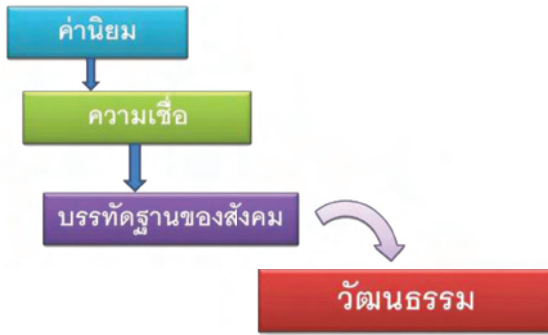 ค่านิยม
ความเชื่อ
บรรทัดฐานของสังคม
วัฒนธรรม